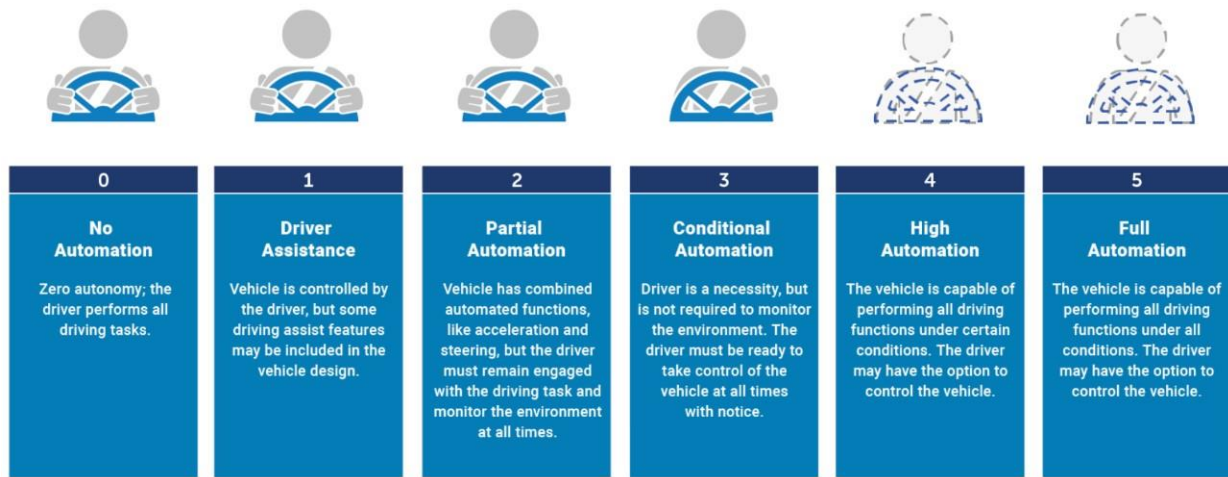 0
No
Automation
Zero autonomy; the
driver performs all
driving tasks.
1
Driver
Assistance
Vehicle is controlled by
the driver, but some
driving assist features
may be included in the
vehicle design.
2
Partial
Automation
Vehicle has combined
automated functions,
like acceleration and
steering, but the driver
must remain engaged
with the driving task and
monitor the environment
at all times.
3
Conditional
Automation
Driver is a necessity, but
is not required to monitor
the environment. The
driver must be ready to
take control of the
vehicle at all times
with notice.
4
High
Automation
The vehicle is capable of
performing all driving
functions under certain
conditions. The driver
may have the option to
control the vehicle.
5
Full
Automation
The vehicle is capable of
performing all driving
functions under all
conditions. The driver
may have the option to
control the vehicle.